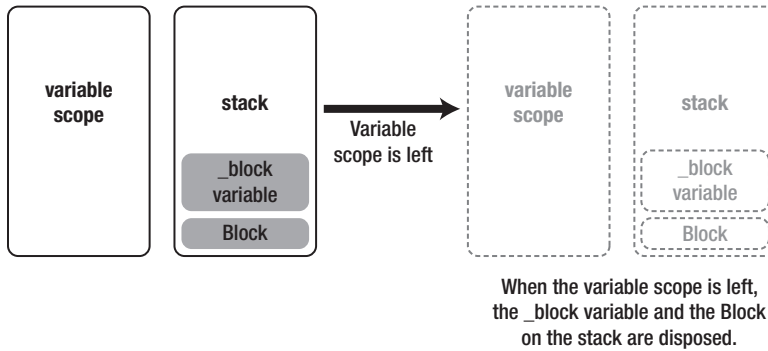 variable
scope
stack
_block
variable
Block
Variable
scope is left
variable
scope
stack
_block
variable
Block
When the variable scope is left,
the _block variable and the Block
on the stack are disposed.